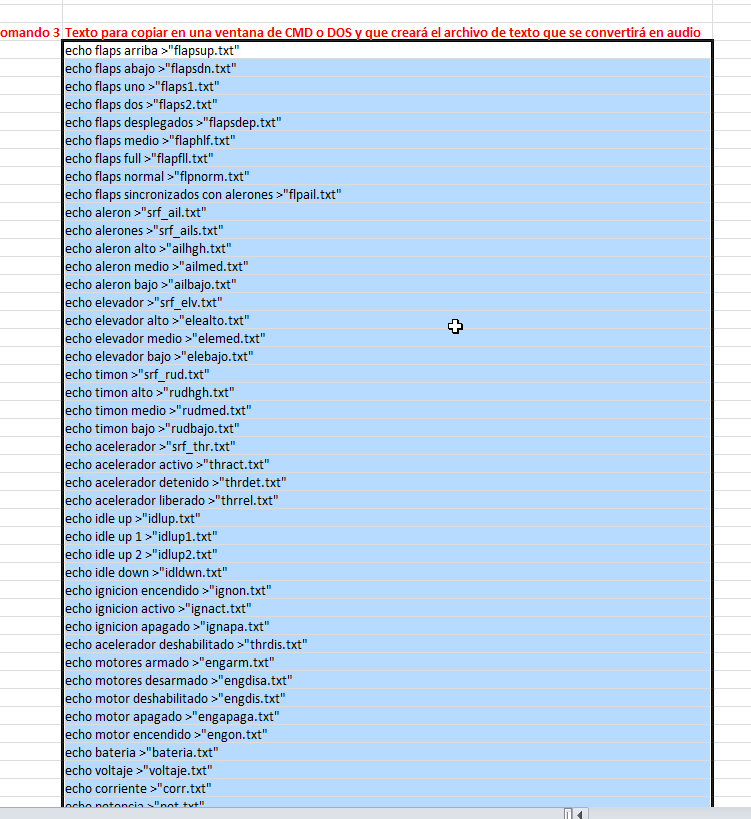 omando 3 Texto para copiar en una ventana de CMD o DOS y que creará el archivo de texto que se convertirá en audio
echo flaps arriba >"flapsup.txt"
echo flaps abajo >"flapsdn.txt"
echo flaps uno >"flaps1.txt"
echo flaps dos >"flaps2.txt"
echo flaps desplegados >"flapsdep.txt"
echo flaps medio >"flaphlf.txt"
echo flaps full >"flapfll.txt"
echo flaps normal >"flpnorm.txt"
echo flaps sincronizados con alerones >"flpail.txt"
echo aleron >"srf_ail.txt"
echo alerones >"srf_ails.txt"
echo aleron alto >"ailhgh.txt"
echo aleron medio >"ailmed.txt"
echo aleron bajo >"ailbajo.txt"
echo elevador >"srf_elv.txt"
echo elevador alto >"elealto.txt"
echo elevador medio >"elemed.txt"
echo elevador bajo >"elebajo.txt"
echo timon >"srf_rud.txt"
echo timon alto >"rudhgh.txt"
echo timon medio >"rudmed.txt"
echo timon bajo >"rudbajo.txt"
echo acelerador >"srf_thr.txt"
echo acelerador activo >"thract.txt"
echo acelerador detenido >"thrdet.txt"
echo acelerador liberado >"thrrel.txt"
echo idle up >"idlup.txt"
echo idle up 1 >"idlup1.txt"
echo idle up 2 >"idlup2.txt"
echo idle down >"idldwn.txt"
echo ignicion encendido >"ignon.txt"
echo ignicion activo >"ignact.txt"
echo ignicion apagado >"ignapa.txt"
echo acelerador deshabilitado >"thrdis.txt"
echo motores armado >"engarm.txt"
echo motores desarmado >"engdisa.txt"
echo motor deshabilitado >"engdis.txt"
echo motor apagado >"engapaga.txt"
echo motor encendido >"engon.txt"
echo bateria >"bateria.txt"
echo voltaje >"voltaje.txt"
echo corriente >"corr.txt"
echo potencia >"pot.txt"